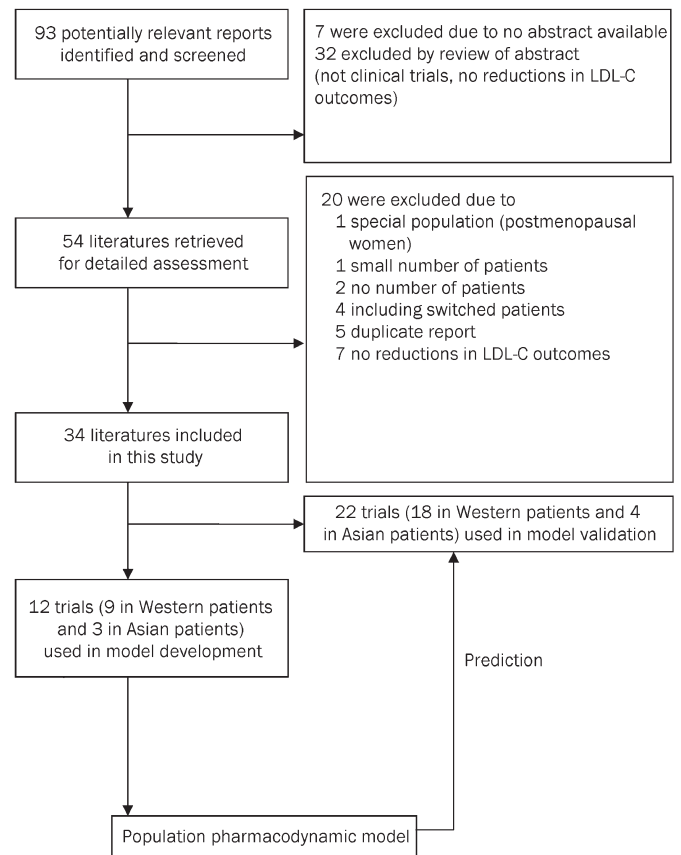 93 potentially relevant reports
identified and screened
7 were excluded due to no abstract available
32 excluded by review of abstract
(not clinical trials, no reductions in LDL-C
outcomes)
54 literatures retrieved
for detailed assessment
20 were excluded due to
1 special population (postmenopausal
women)
1 small number of patients
2 no number of patients
4 including switched patients
5 duplicate report
7 no reductions in LDL-C outcomes
34 literatures included
in this study
22 trials (18 in Western patients and 4
in Asian patients) used in model validation
12 trials (9 in Western patients
and 3 in Asian patients)
used in model development
Prediction
Population pharmacodynamic model